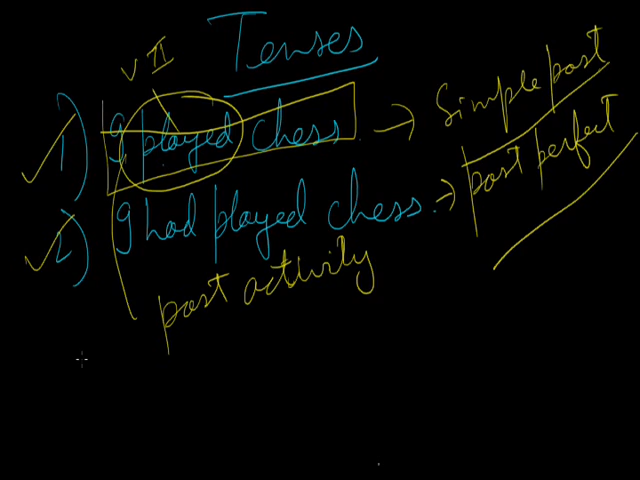 Tenses
V II
1) I played chess. → Simple past
2) I had played chess. → past perfect
past activity